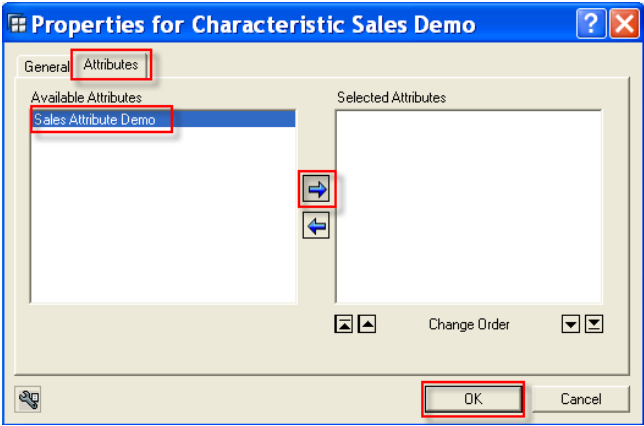 Properties for Characteristic Sales Demo
General Attributes
Available Attributes Selected Attributes
Sales Attribute Demo
Change Order
OK Cancel